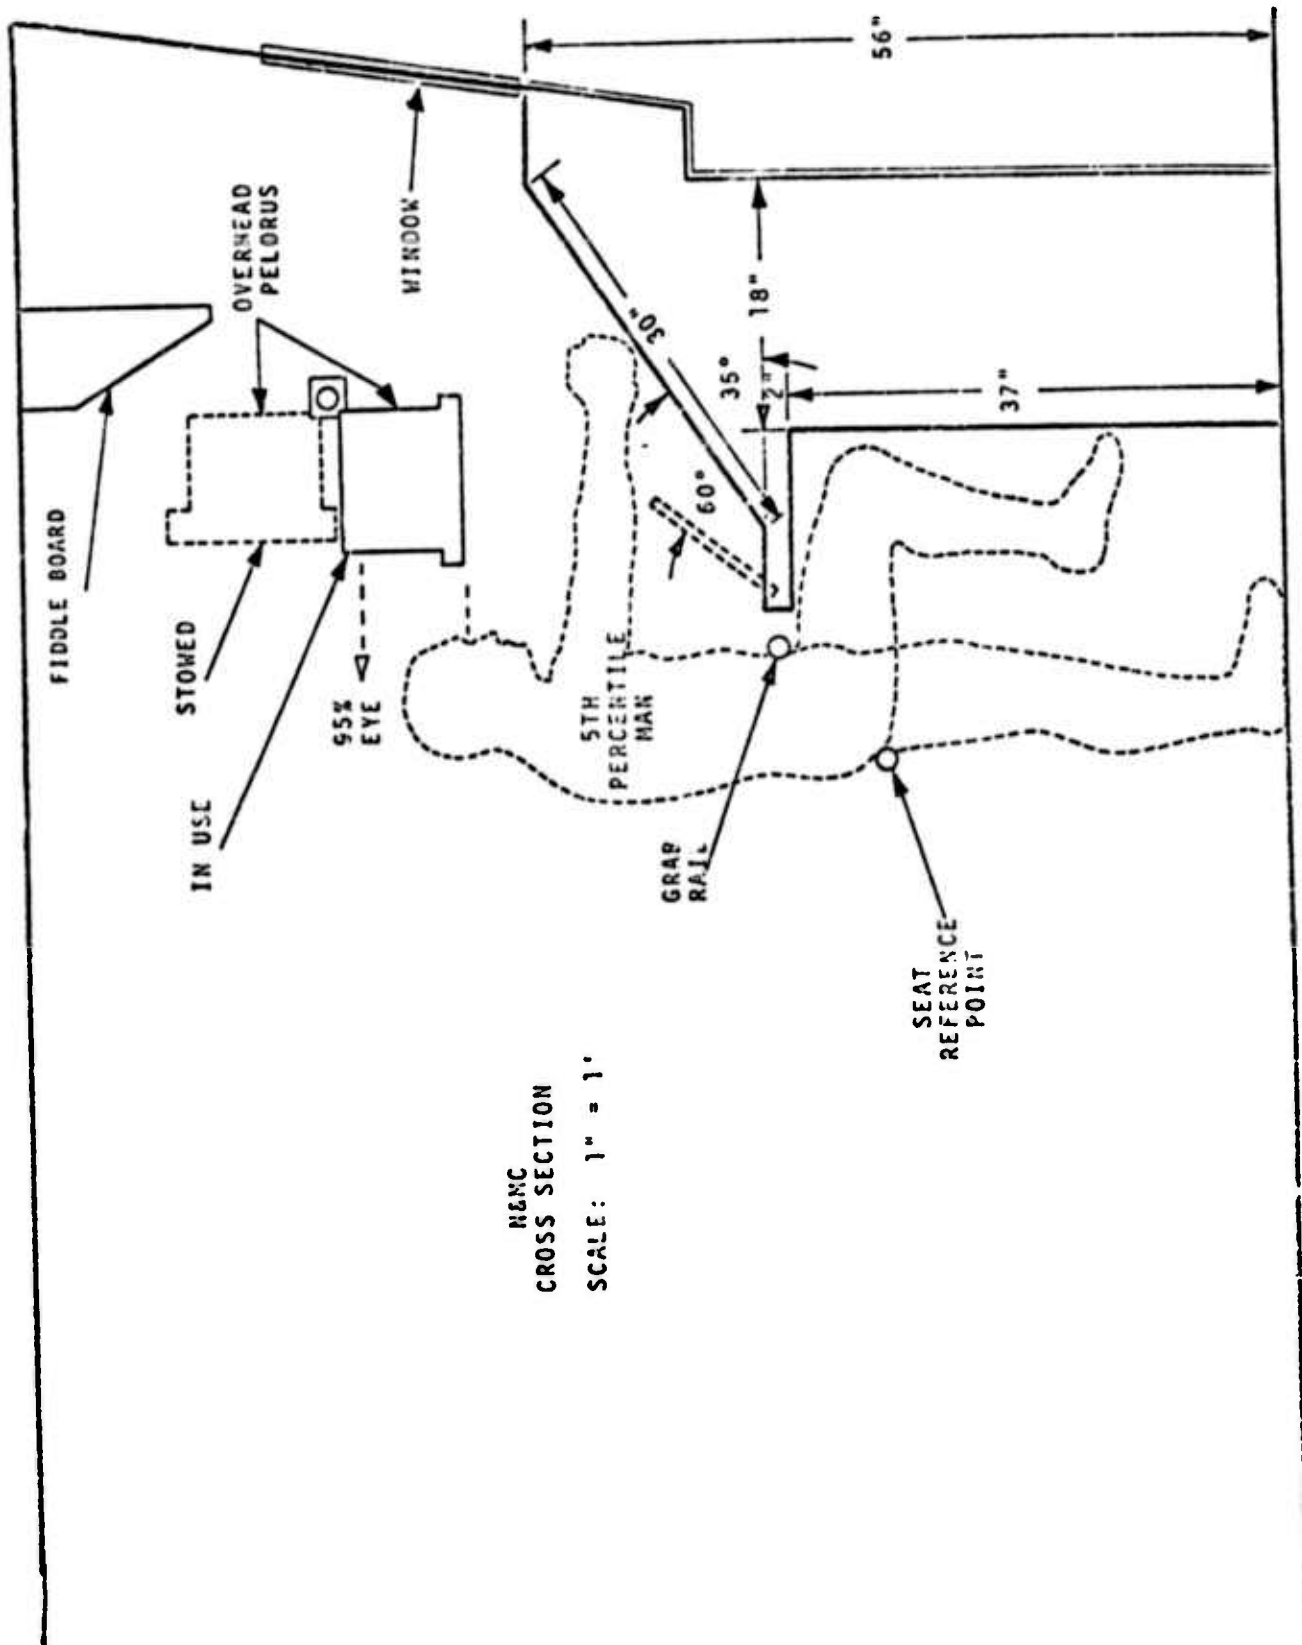 FIDDLE BOARD
OVERHEAD
PELORUS
STOWED
IN USE
WINDOW
95%
EYE
5TH
PERCENTILE
MAN
30"
60°
35°
2"
18"
56"
37"
GRAB
RAIL
SEAT
REFERENCE
POINT
N&MC
CROSS SECTION
SCALE: 1" = 1'